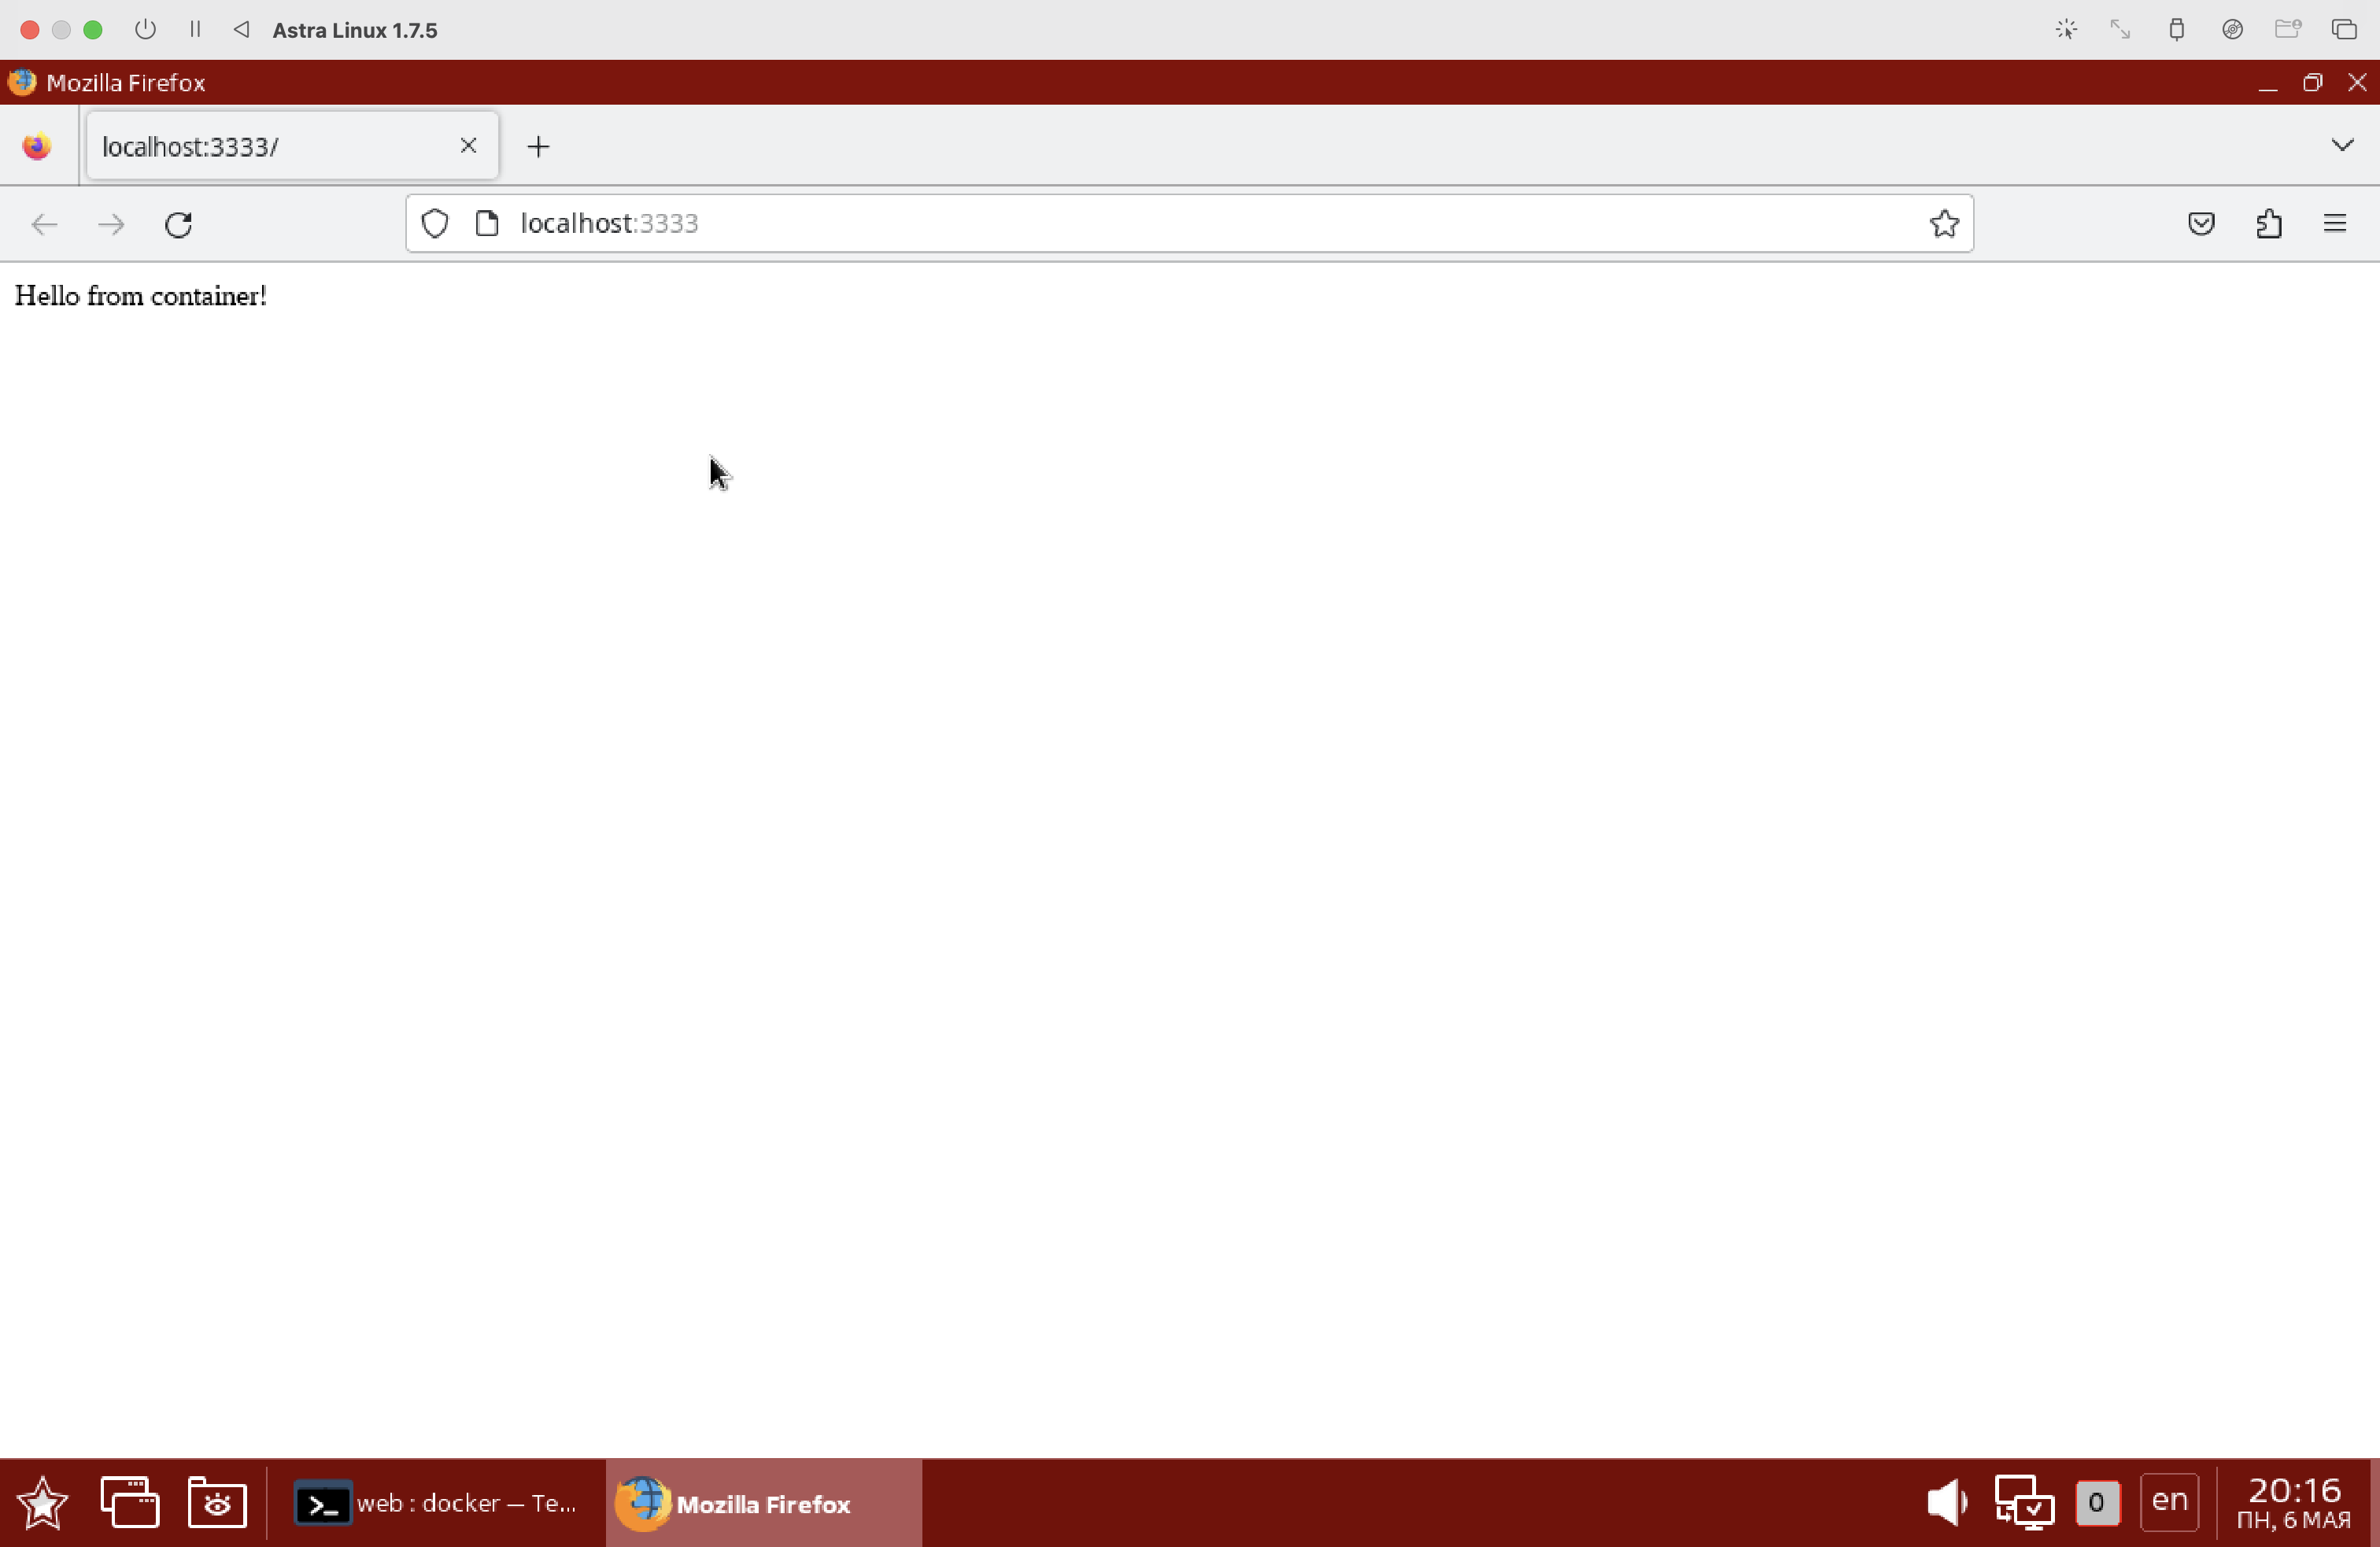 Astra Linux 1.7.5
Mozilla Firefox
localhost:3333/
localhost:3333
Hello from container!
web : docker — Te...
Mozilla Firefox
0
en
20:16
ПН, 6 МАЯ